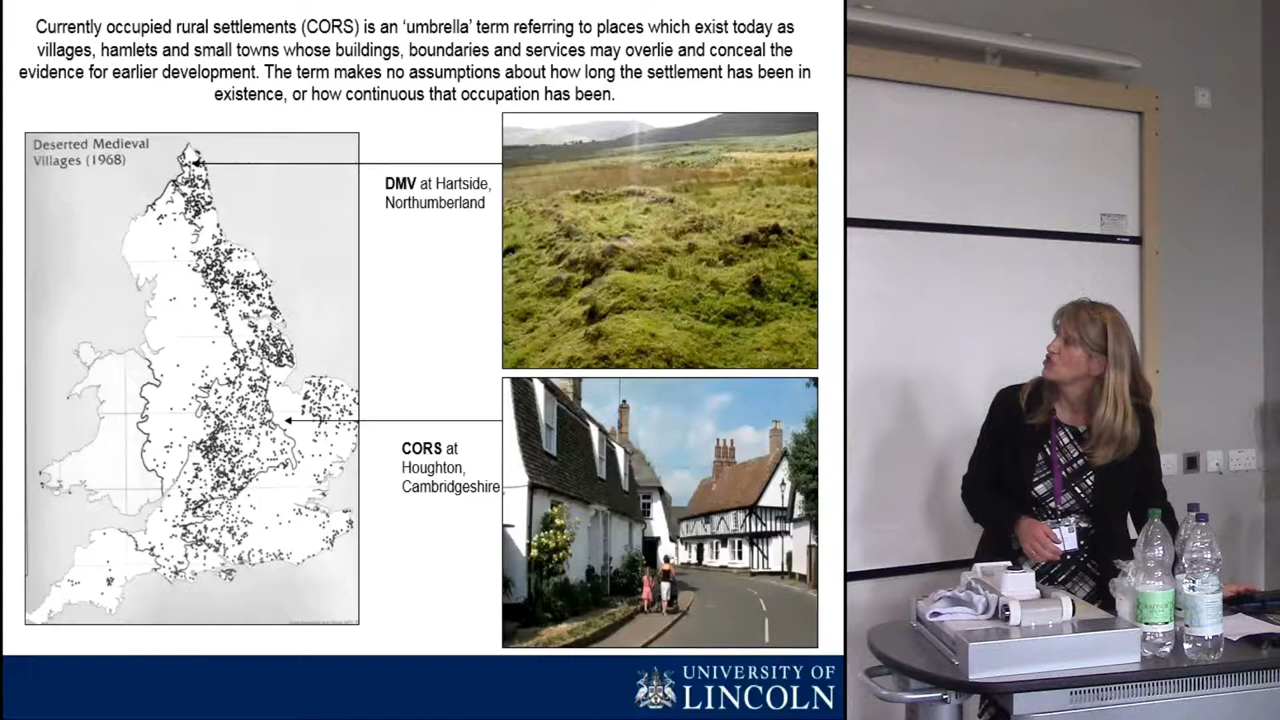 Currently occupied rural settlements (CORS) is an ‘umbrella’ term referring to places which exist today as
villages, hamlets and small towns whose buildings, boundaries and services may overlie and conceal the
evidence for earlier development. The term makes no assumptions about how long the settlement has been in
existence, or how continuous that occupation has been.
Deserted Medieval
Villages (1968)
DMV at Hartside,
Northumberland
CORS at
Houghton,
Cambridgeshire
UNIVERSITY OF
LINCOLN